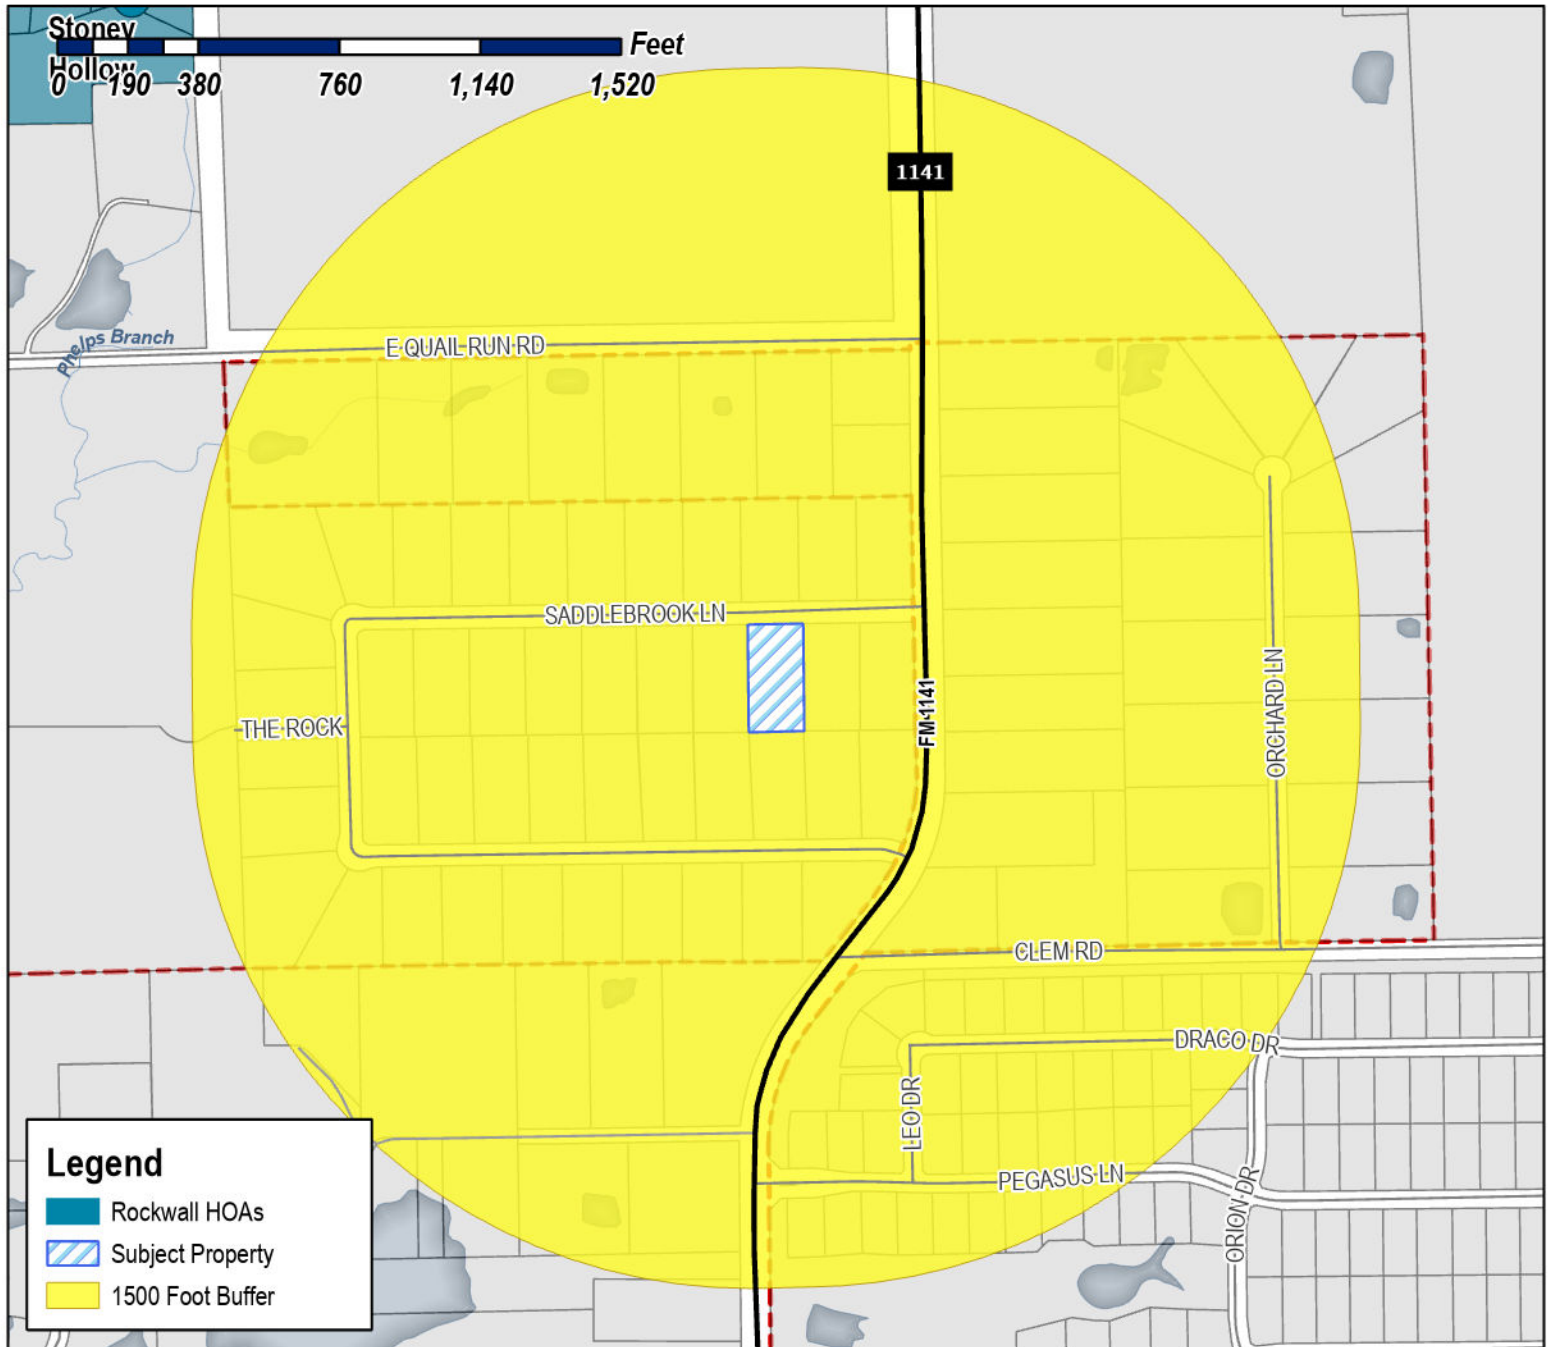 Stoney
Hollow
Feet
0 190 380 760 1,140 1,520
1141
E QUAIL RUN RD
Phelps Branch
SADDLEBROOK LN
THE ROCK
FM 1141
ORCHARD LN
CLEM RD
DRACO DR
LEO DR
PEGASUS LN
ORION DR
Legend
Rockwall HOAs
Subject Property
1500 Foot Buffer